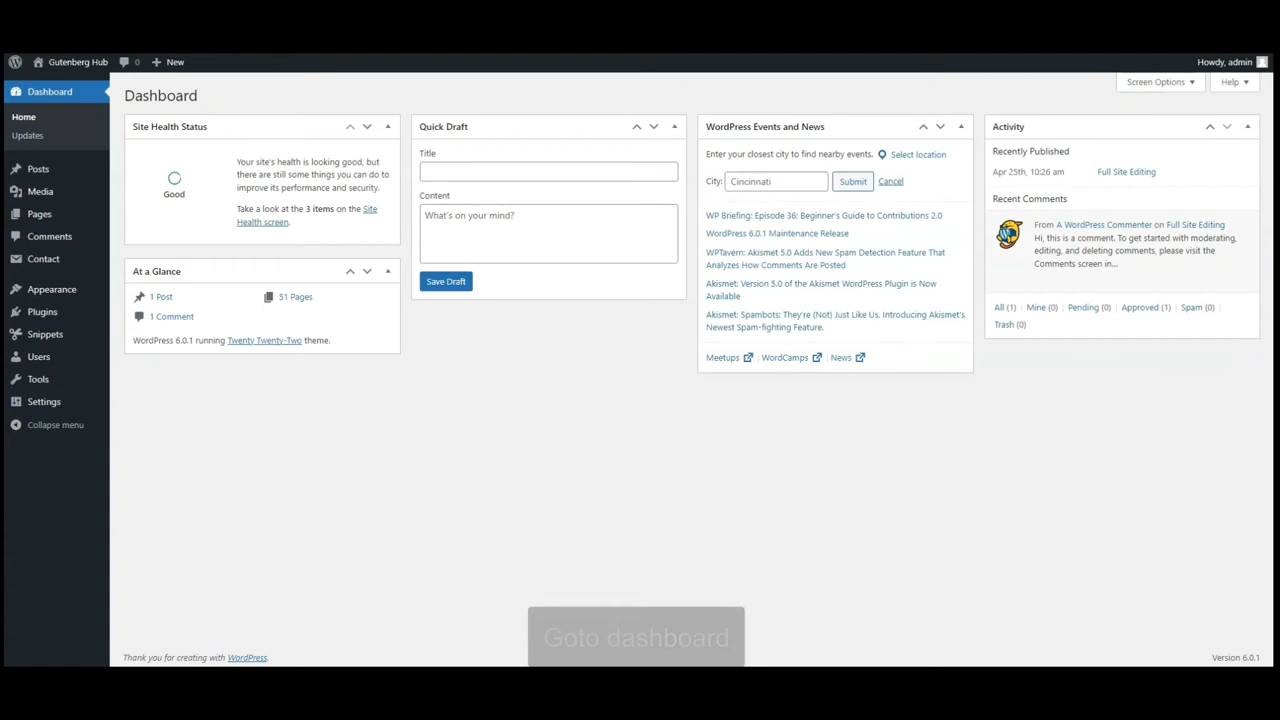 Gutenberg Hub 0 New Howdy, admin
Dashboard
Home
Updates
Posts
Media
Pages
Comments
Contact
Appearance
Plugins
Snippets
Users
Tools
Settings
Collapse menu
Dashboard
Screen Options
Help
Site Health Status
Good
Your site's health is looking good, but
there are still some things you can do to
improve its performance and security.
Take a look at the 3 items on the Site
Health screen.
At a Glance
1 Post
51 Pages
1 Comment
WordPress 6.0.1 running Twenty Twenty-Two theme.
Quick Draft
Title
Content
What's on your mind?
Save Draft
WordPress Events and News
Enter your closest city to find nearby events. Select location
City: Cincinnati Submit Cancel
WP Briefing: Episode 36: Beginner's Guide to Contributions 2.0
WordPress 6.0.1 Maintenance Release
WPTavern: Akismet 5.0 Adds New Spam Detection Feature That
Analyzes How Comments Are Posted
Akismet: Version 5.0 of the Akismet WordPress Plugin is Now
Available
Akismet: Spambots: They're (Not) Just Like Us. Introducing Akismet's
Newest Spam-fighting Feature.
Meetups | WordCamps | News
Activity
Recently Published
Apr 25th, 10:26 am Full Site Editing
Recent Comments
From A WordPress Commenter on Full Site Editing
Hi, this is a comment. To get started with moderating,
editing, and deleting comments, please visit the
Comments screen in…
All (1) | Mine (0) | Pending (0) | Approved (1) | Spam (0) |
Trash (0)
Goto dashboard
Thank you for creating with WordPress.
Version 6.0.1